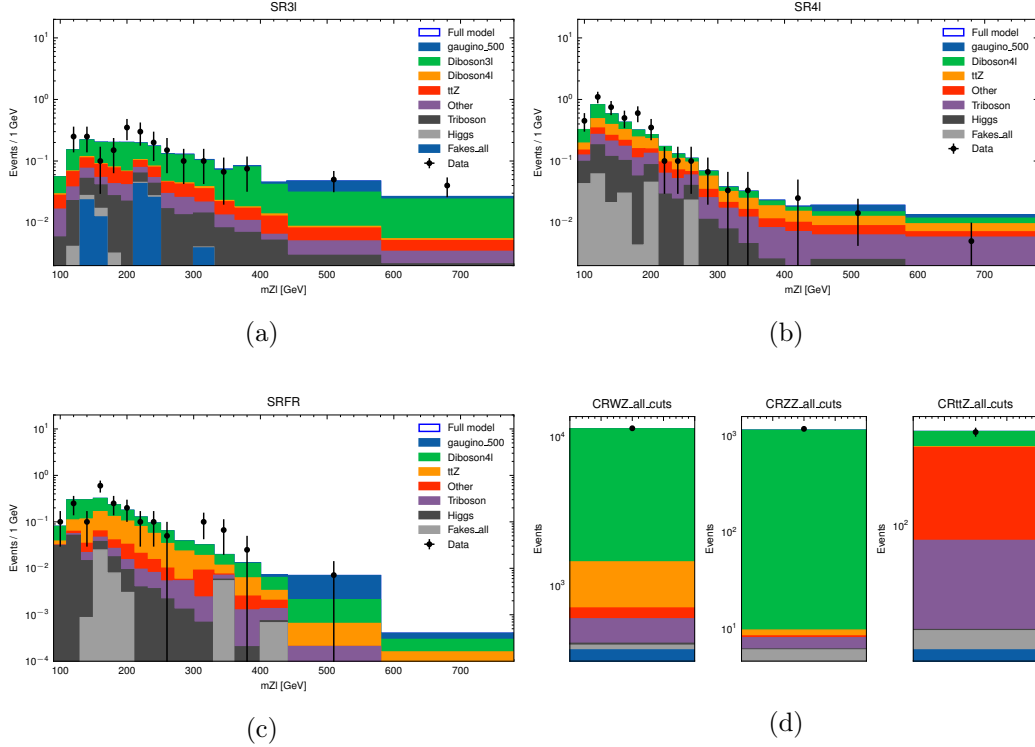 SR3l
10¹
10⁰
10⁻¹
10⁻²
Events / 1 GeV
100 200 300 400 500 600 700
mZl [GeV]
Full model
gaugino_500
Diboson3l
Diboson4l
ttZ
Other
Triboson
Higgs
Fakes_all
Data
(a)
SR4l
10¹
10⁰
10⁻¹
10⁻²
Events / 1 GeV
100 200 300 400 500 600 700
mZl [GeV]
Full model
gaugino_500
Diboson3l
Diboson4l
ttZ
Other
Triboson
Higgs
Fakes_all
Data
(b)
SRFR
10¹
10⁰
10⁻¹
10⁻²
10⁻³
10⁻⁴
Events / 1 GeV
100 200 300 400 500 600 700
mZl [GeV]
Full model
gaugino_500
Diboson4l
ttZ
Other
Triboson
Higgs
Fakes_all
Data
(c)
CRWZ_all_cuts
10⁴
10³
Events
CRZZ_all_cuts
10³
10²
10¹
Events
CRttZ_all_cuts
10²
Events
(d)